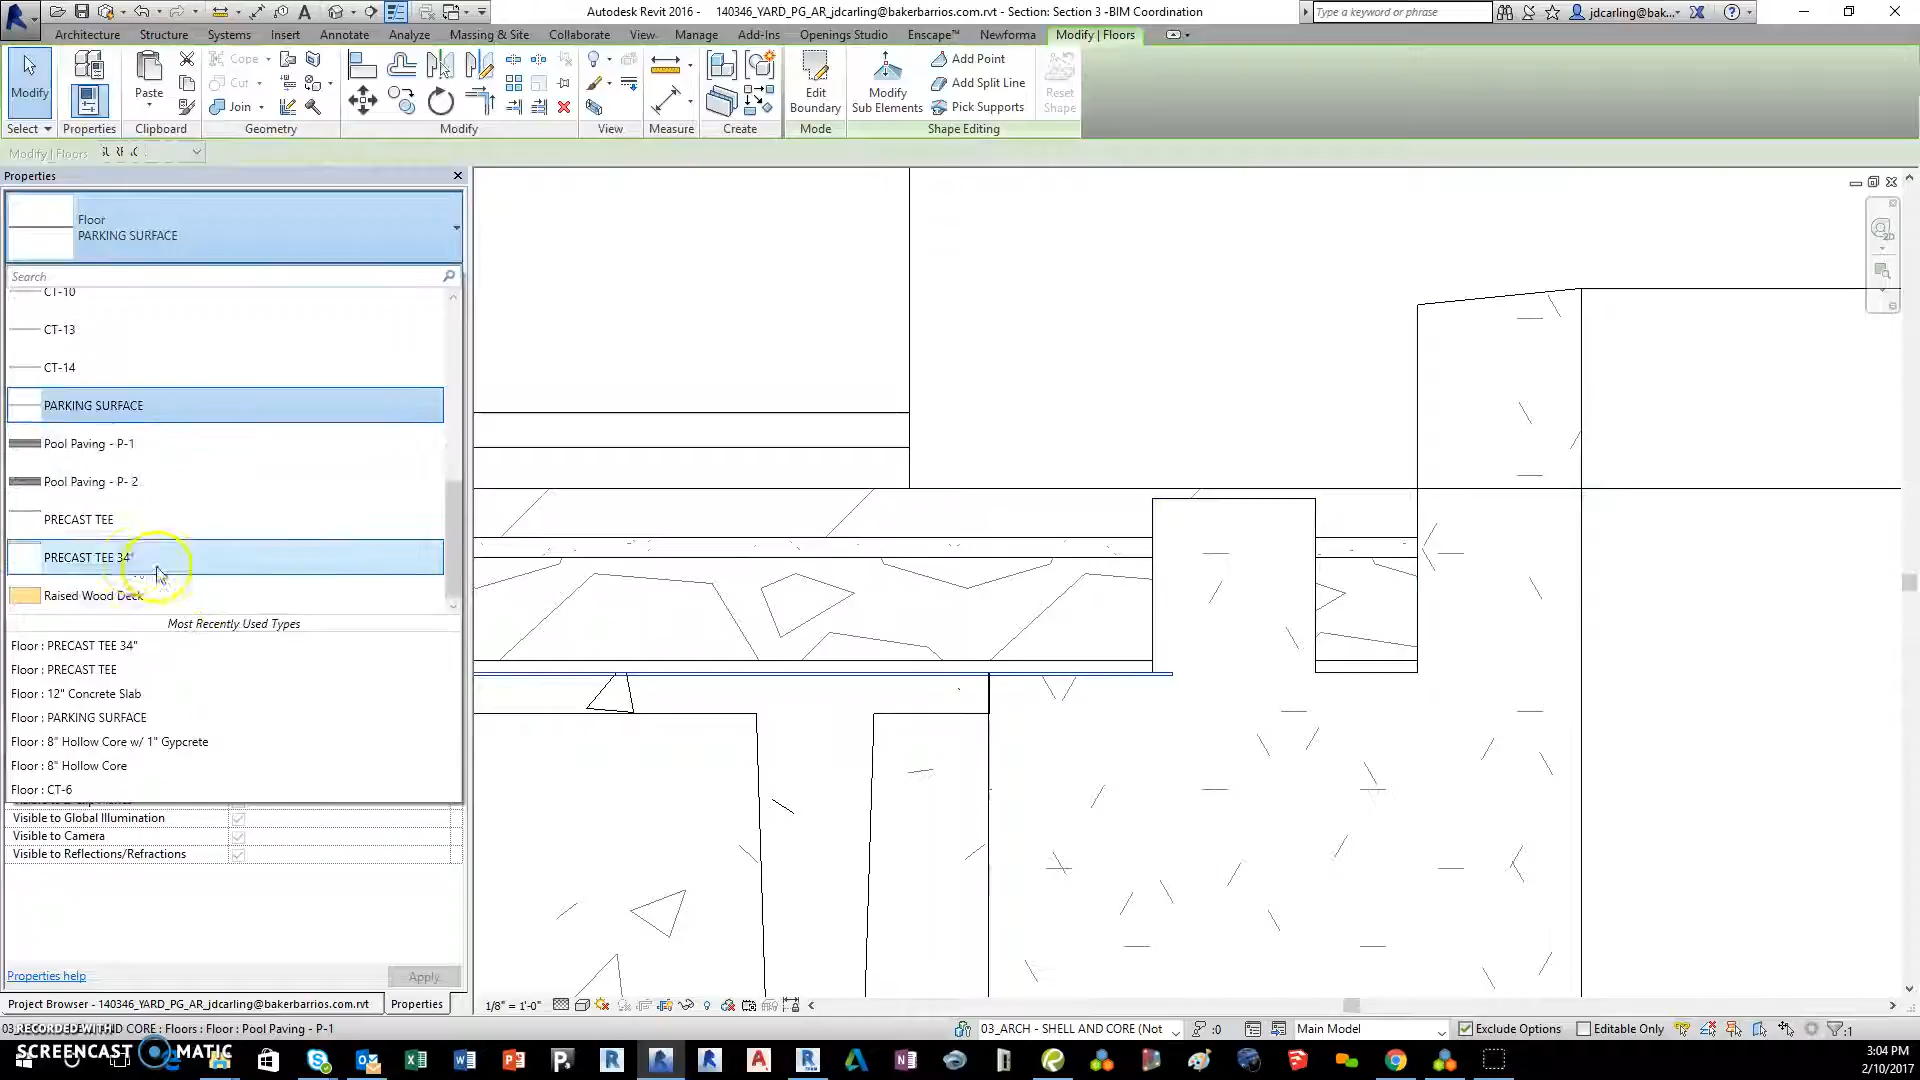 Autodesk Revit 2016 - 140346_YARD_PG_AR_jdcarling@bakerbarrios.com.rvt - Section: Section 3 -BIM Coordination
Type a keyword or phrase
jdcarling@bak...
Architecture Structure Systems Insert Annotate Analyze Massing & Site Collaborate View Manage Add-Ins Openings Studio Enscape™ Newforma Modify | Floors
Modify
Paste
Cope
Cut
Join
Edit Boundary
Modify Sub Elements
Add Point
Add Split Line
Pick Supports
Reset Shape
Select Properties Clipboard Geometry Modify View Measure Create Mode Shape Editing
Modify | Floors
Properties
Floor
PARKING SURFACE
Search
CT-10
CT-13
CT-14
PARKING SURFACE
Pool Paving - P-1
Pool Paving - P- 2
PRECAST TEE
PRECAST TEE 34"
Raised Wood Deck
Most Recently Used Types
Floor : PRECAST TEE 34"
Floor : PRECAST TEE
Floor : 12" Concrete Slab
Floor : PARKING SURFACE
Floor : 8" Hollow Core w/ 1" Gypcrete
Floor : 8" Hollow Core
Floor : CT-6
Visible to Global Illumination
Visible to Camera
Visible to Reflections/Refractions
Properties help
Apply
Project Browser - 140346_YARD_PG_AR_jdcarling@bakerbarrios.com.rvt
Properties
1/8" = 1'-0"
AND CORE : Floors : Floor : Pool Paving - P-1
03_ARCH - SHELL AND CORE (Not
:0
Main Model
Exclude Options
Editable Only
:1
RECORDED WITH
SCREENCAST MATIC
3:04 PM
2/10/2017